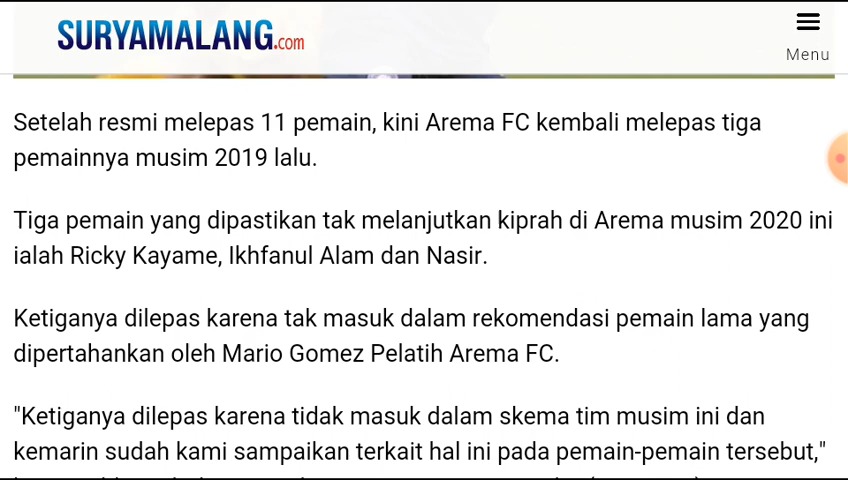 SURYAMALANG.com
Menu
Setelah resmi melepas 11 pemain, kini Arema FC kembali melepas tiga
pemainnya musim 2019 lalu.
Tiga pemain yang dipastikan tak melanjutkan kiprah di Arema musim 2020 ini
ialah Ricky Kayame, Ikhfanul Alam dan Nasir.
Ketiganya dilepas karena tak masuk dalam rekomendasi pemain lama yang
dipertahankan oleh Mario Gomez Pelatih Arema FC.
"Ketiganya dilepas karena tidak masuk dalam skema tim musim ini dan
kemarin sudah kami sampaikan terkait hal ini pada pemain-pemain tersebut,"